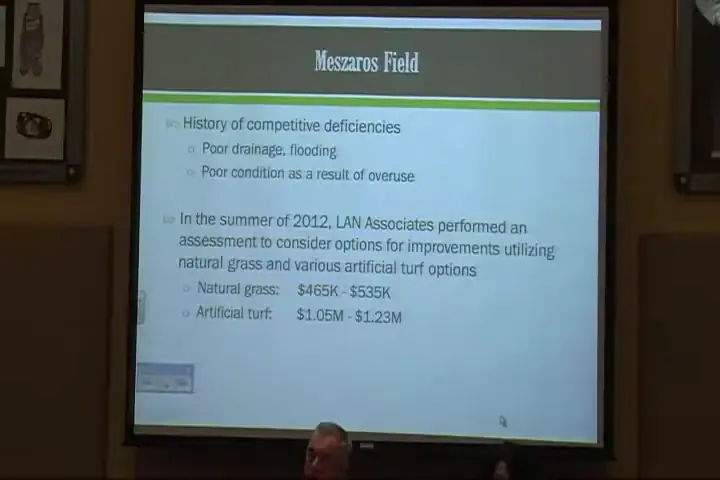 Meszaros Field
History of competitive deficiencies
Poor drainage, flooding
Poor condition as a result of overuse
In the summer of 2012, LAN Associates performed an
assessment to consider options for improvements utilizing
natural grass and various artificial turf options
Natural grass: $465K - $535K
Artificial turf: $1.05M - $1.23M